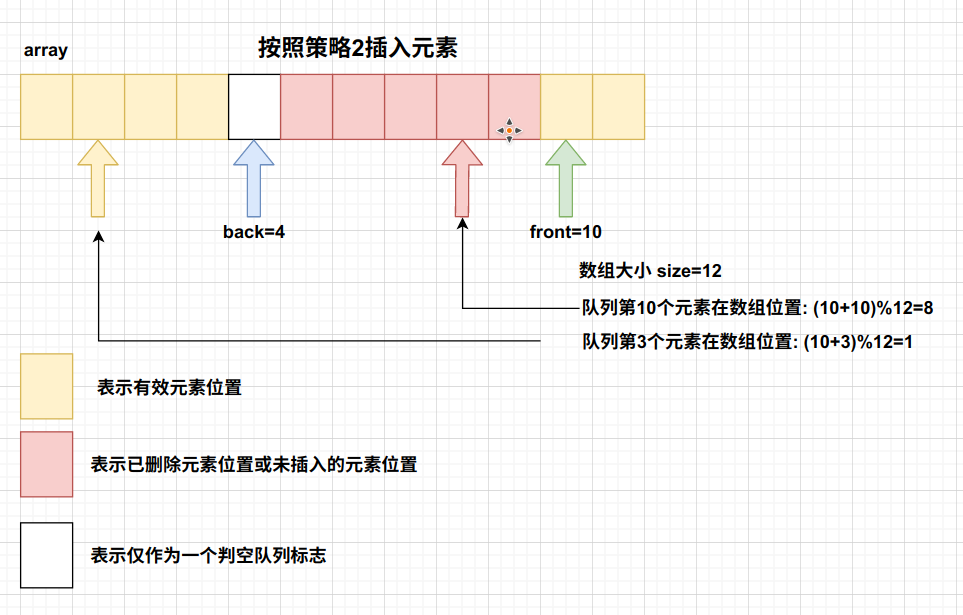 array
按照策略2插入元素
back=4
front=10
数组大小 size=12
队列第10个元素在数组位置: (10+10)%12=8
队列第3个元素在数组位置: (10+3)%12=1
表示有效元素位置
表示已删除元素位置或未插入的元素位置
表示仅作为一个判空队列标志